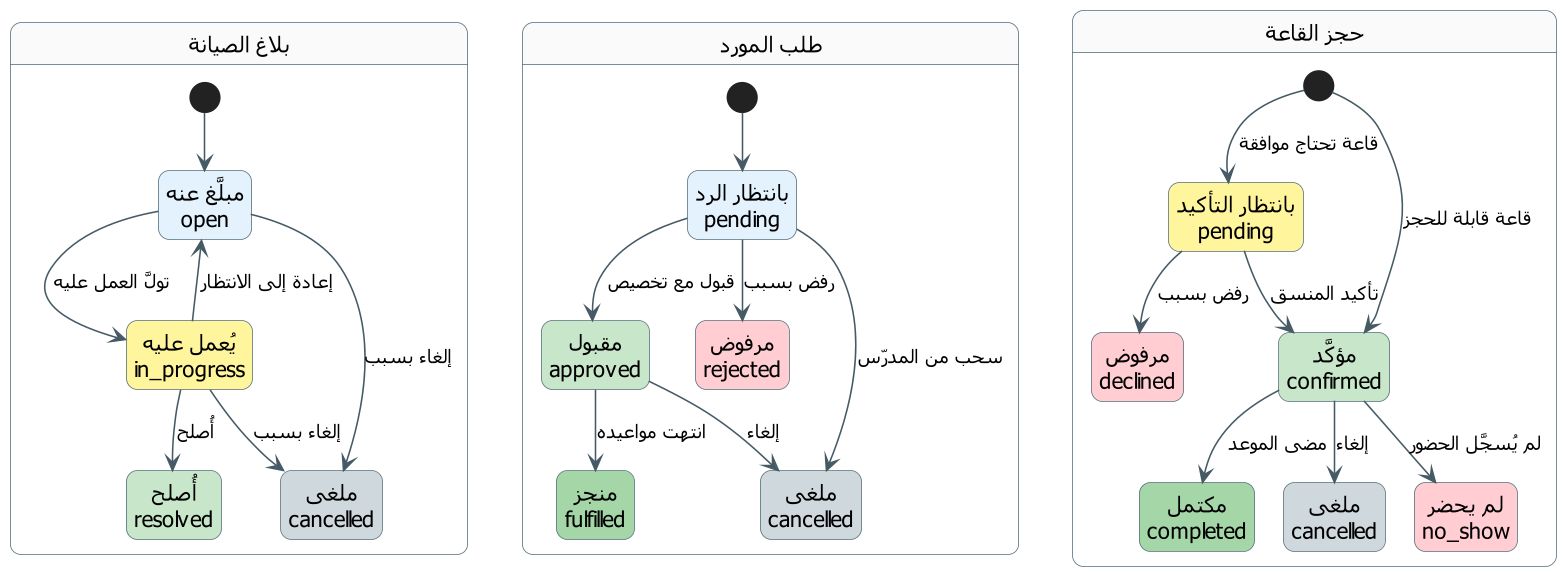 حجز القاعة
قاعة تحتاج موافقة
قاعة قابلة للحجز
بانتظار التأكيد
pending
رفض بسبب
تأكيد المنسق
مرفوض
declined
مؤكَّد
confirmed
مضى الموعد
إلغاء
لم يُسجَّل الحضور
مكتمل
completed
ملغى
cancelled
لم يحضر
no_show
طلب المورد
بانتظار الرد
pending
قبول مع تخصيص
رفض بسبب
سحب من المدرّس
مقبول
approved
مرفوض
rejected
انتهت مواعيده
إلغاء
منجز
fulfilled
ملغى
cancelled
بلاغ الصيانة
مبلَّغ عنه
open
تولَّ العمل عليه
إعادة إلى الانتظار
إلغاء بسبب
يُعمل عليه
in_progress
أُصلح
إلغاء بسبب
أُصلح
resolved
ملغى
cancelled